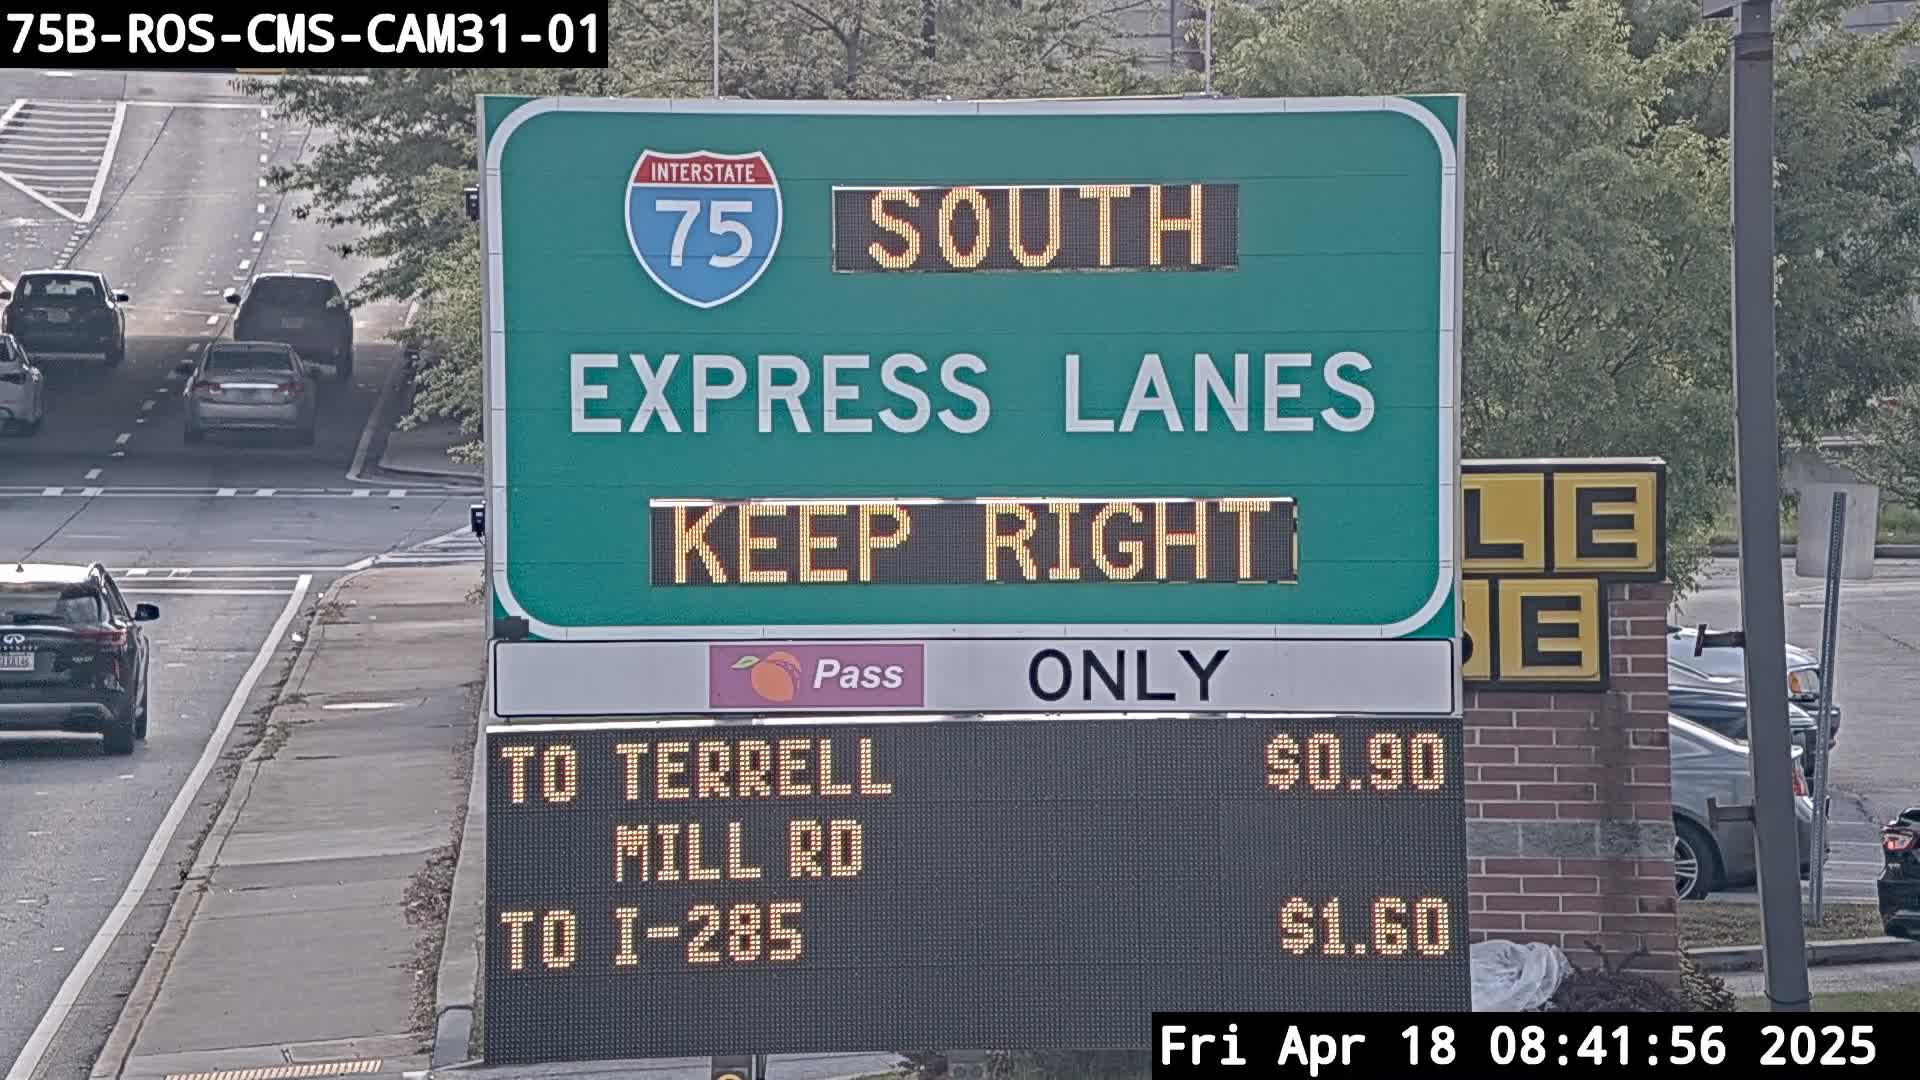 75B-ROS-CMS-CAM31-01
INTERSTATE
75
SOUTH
EXPRESS LANES
KEEP RIGHT
Pass ONLY
TO TERRELL $0.90
MILL RD
TO I-285 $1.60
LE
E
Fri Apr 18 08:41:56 2025